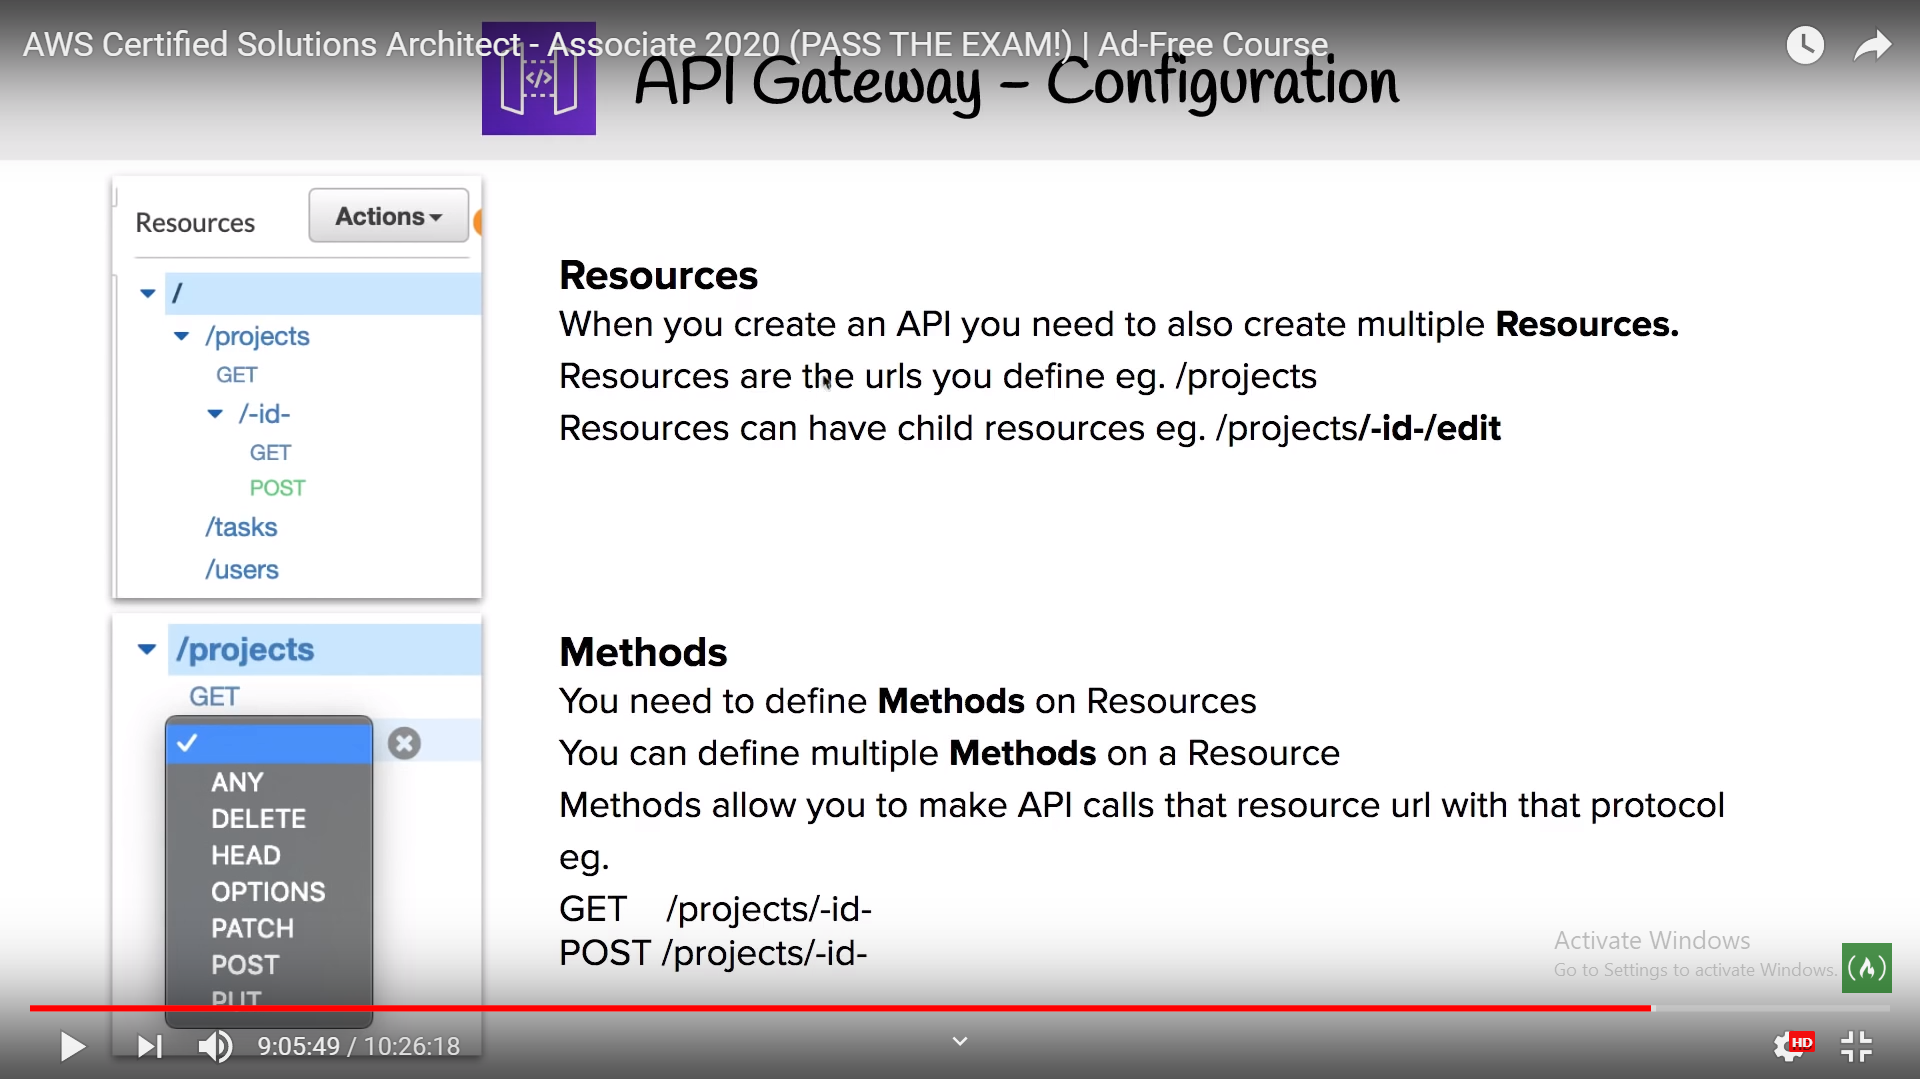 AWS Certified Solutions Architect - Associate 2020 (PASS THE EXAM!) | Ad-Free Course
</>
API Gateway – Configuration
Resources
Actions
/
/projects
GET
/-id-
GET
POST
/tasks
/users
Resources
When you create an API you need to also create multiple Resources.
Resources are the urls you define eg. /projects
Resources can have child resources eg. /projects/-id-/edit
/projects
GET
ANY
DELETE
HEAD
OPTIONS
PATCH
POST
PUT
Methods
You need to define Methods on Resources
You can define multiple Methods on a Resource
Methods allow you to make API calls that resource url with that protocol
eg.
GET /projects/-id-
POST /projects/-id-
Activate Windows
Go to Settings to activate Windows.
9:05:49 / 10:26:18
HD